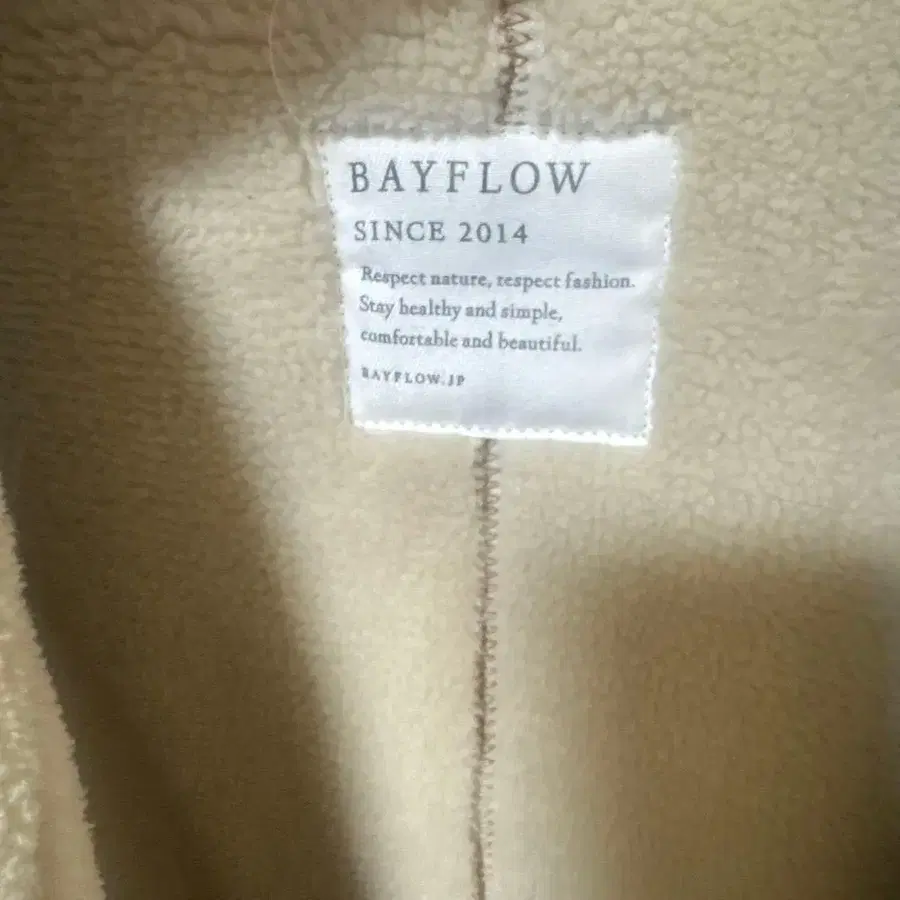 BAYFLOW
SINCE 2014
Respect nature, respect fashion.
Stay healthy and simple,
comfortable and beautiful.
BAYFLOW.JP